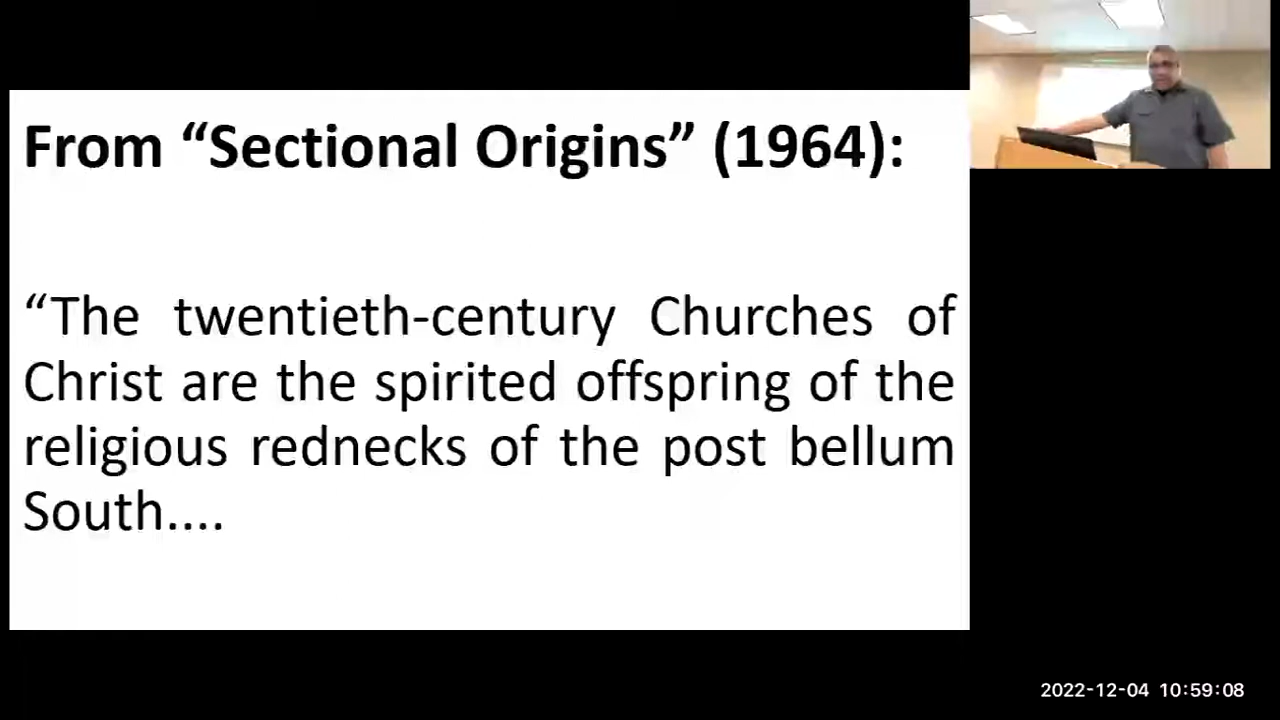 From “Sectional Origins” (1964):
“The twentieth-century Churches of
Christ are the spirited offspring of the
religious rednecks of the post bellum
South....
2022-12-04 10:59:08